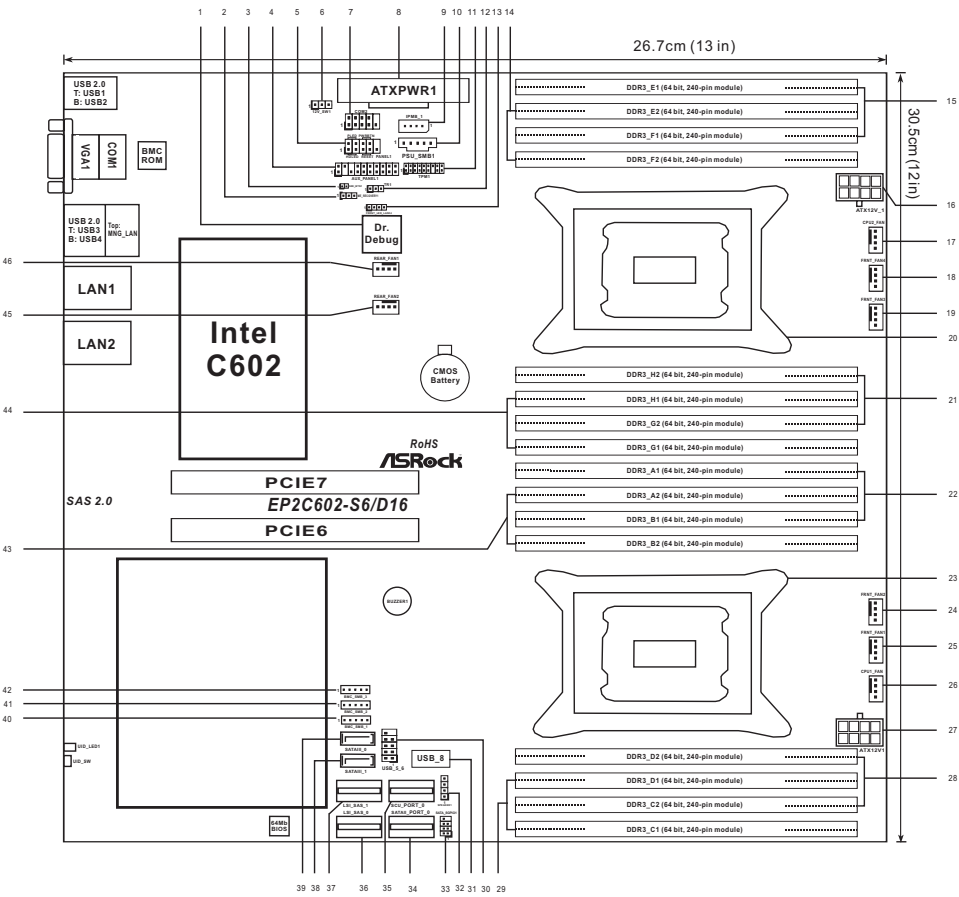 1 2 3 4 5 6 7 8 9 10 11 12 13 14
26.7cm (13 in)
30.5cm (12 in)
USB 2.0
T: USB1
B: USB2
VGA1
COM1
BMC
ROM
USB 2.0
T: USB3
B: USB4
Top:
MNG_LAN
LAN1
LAN2
ATXPWR1
COM2
IPMB_1
PSU_SMB1
AUX_PANEL1
TPM1
Dr.
Debug
REAR_FAN1
REAR_FAN2
Intel
C602
CMOS
Battery
RoHS
ASRock
PCIE7
EP2C602-S6/D16
PCIE6
SAS 2.0
BUZZER1
DDR3_E1 (64 bit, 240-pin module)
DDR3_E2 (64 bit, 240-pin module)
DDR3_F1 (64 bit, 240-pin module)
DDR3_F2 (64 bit, 240-pin module)
15
ATX12V_1
16
CPU2_FAN
17
FRNT_FAN4
18
FRNT_FAN3
19
20
DDR3_H2 (64 bit, 240-pin module)
DDR3_H1 (64 bit, 240-pin module)
DDR3_G2 (64 bit, 240-pin module)
DDR3_G1 (64 bit, 240-pin module)
21
DDR3_A1 (64 bit, 240-pin module)
DDR3_A2 (64 bit, 240-pin module)
DDR3_B1 (64 bit, 240-pin module)
DDR3_B2 (64 bit, 240-pin module)
22
23
FRNT_FAN2
24
FRNT_FAN1
25
CPU1_FAN
26
ATX12V1
27
DDR3_D2 (64 bit, 240-pin module)
DDR3_D1 (64 bit, 240-pin module)
DDR3_C2 (64 bit, 240-pin module)
DDR3_C1 (64 bit, 240-pin module)
28
46
45
44
43
42
41
40
BMC_SMB_3
BMC_SMB_2
BMC_SMB_1
SATAIII_0
SATAIII_1
USB_5_6
USB_8
UID_LED1
UID_SW
LSI_SAS_1
LSI_SAS_0
SCU_PORT_0
SATAII_PORT_0
64Mb
BIOS
39 38 37 36 35 34 33 32 31 30 29